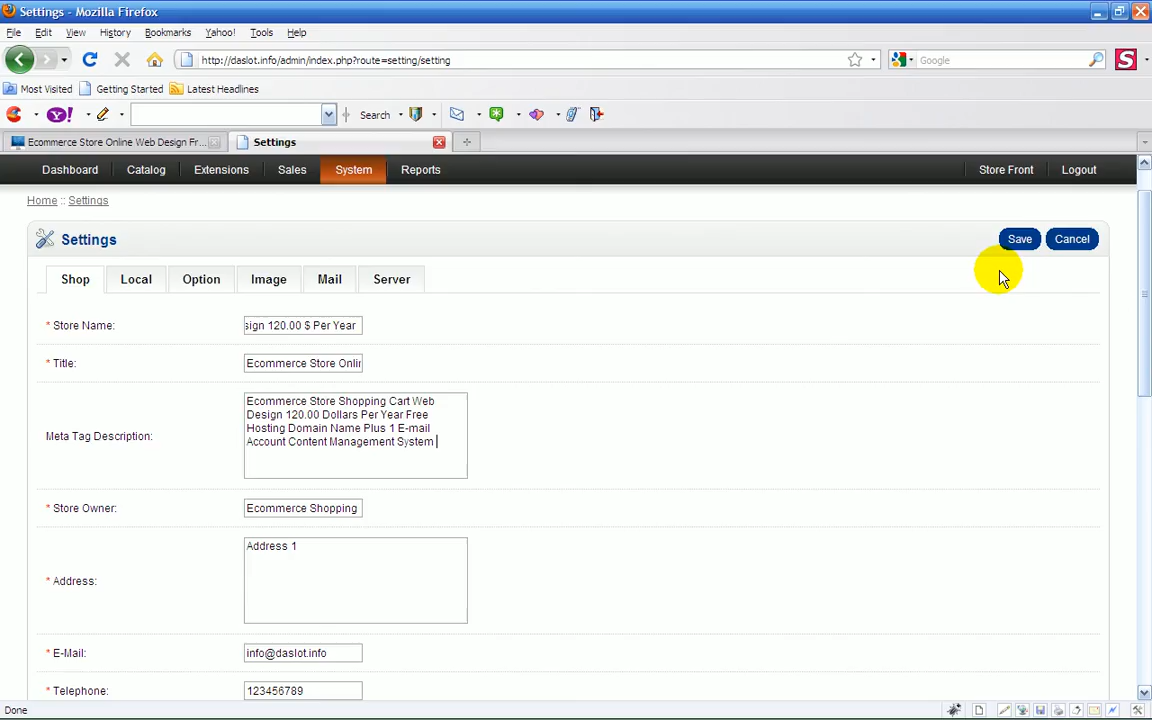 Settings - Mozilla Firefox
File Edit View History Bookmarks Yahoo! Tools Help
http://daslot.info/admin/index.php?route=setting/setting Google
Most Visited Getting Started Latest Headlines
Y! Search
Ecommerce Store Online Web Design Fr... Settings
Dashboard Catalog Extensions Sales System Reports Store Front Logout
Home :: Settings
Settings Save Cancel
Shop Local Option Image Mail Server
* Store Name: sign 120.00 $ Per Year
* Title: Ecommerce Store Onlin
Meta Tag Description:
Ecommerce Store Shopping Cart Web
Design 120.00 Dollars Per Year Free
Hosting Domain Name Plus 1 E-mail
Account Content Management System
* Store Owner: Ecommerce Shopping
* Address: Address 1
* E-Mail: info@daslot.info
* Telephone: 123456789
Done